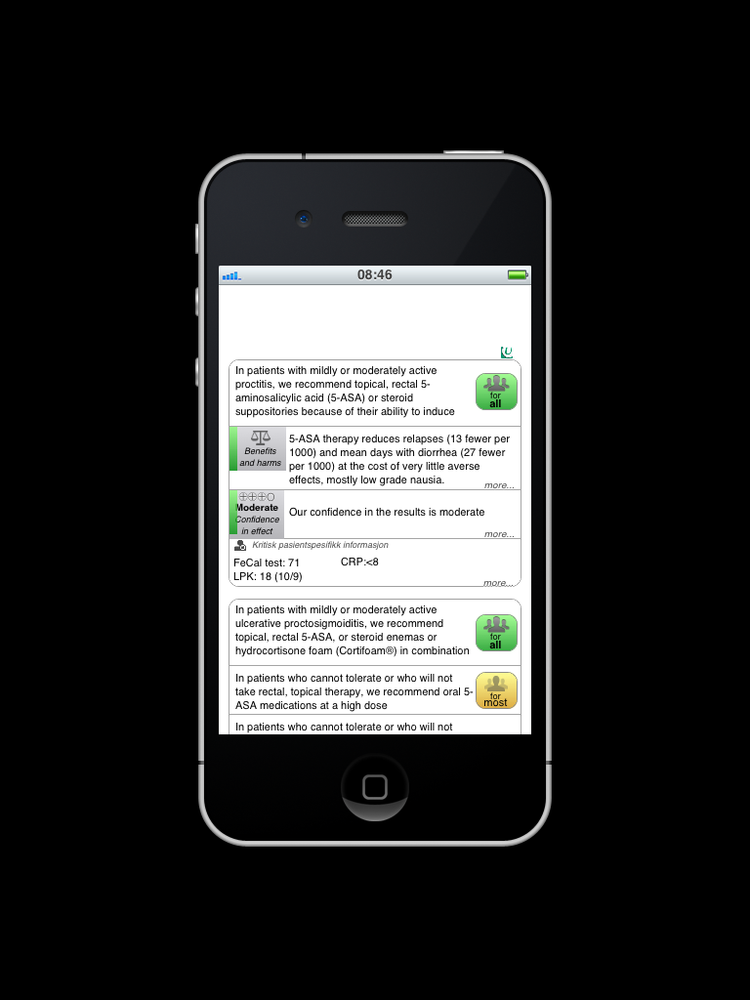 08:46
In patients with mildly or moderately active
proctitis, we recommend topical, rectal 5-
aminosalicylic acid (5-ASA) or steroid
suppositories because of their ability to induce
for
all
Benefits
and harms
5-ASA therapy reduces relapses (13 fewer per
1000) and mean days with diorrhea (27 fewer
per 1000) at the cost of very little averse
effects, mostly low grade nausia.
more...
Moderate
Confidence
in effect
Our confidence in the results is moderate
more...
Kritisk pasientspesifikk informasjon
FeCal test: 71 CRP:<8
LPK: 18 (10/9)
more...
In patients with mildly or moderately active
ulcerative proctosigmoiditis, we recommend
topical, rectal 5-ASA, or steroid enemas or
hydrocortisone foam (Cortifoam®) in combination
for
all
In patients who cannot tolerate or who will not
take rectal, topical therapy, we recommend oral 5-
ASA medications at a high dose
for
most
In patients who cannot tolerate or who will not